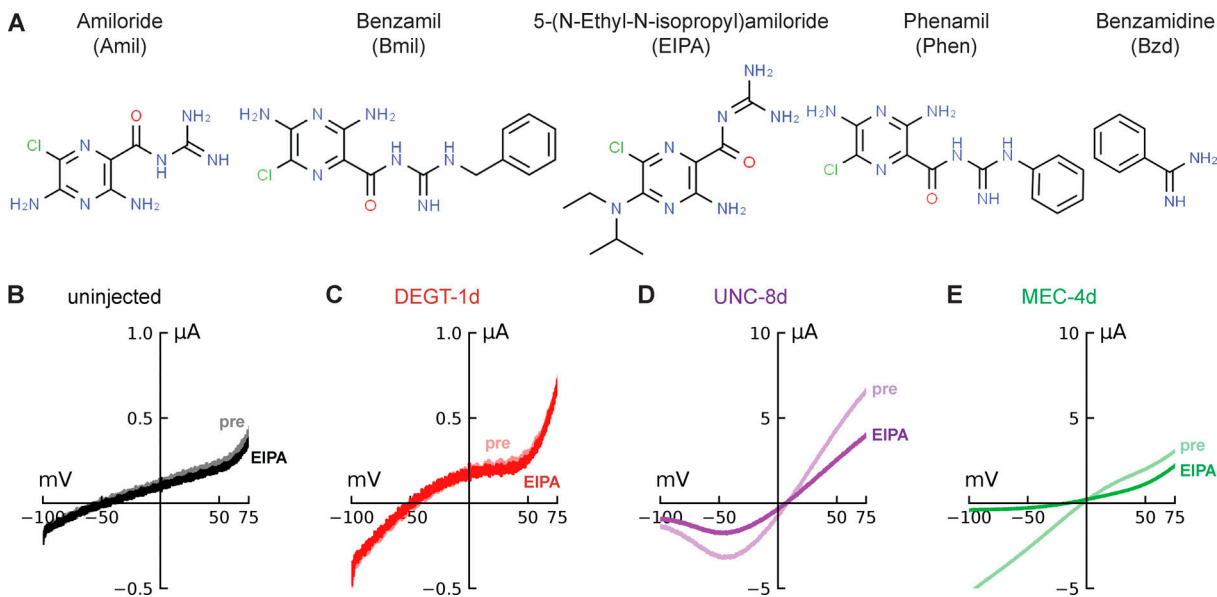 A
Amiloride
(Amil)
Benzamil
(Bmil)
5-(N-Ethyl-N-isopropyl)amiloride
(EIPA)
Phenamil
(Phen)
Benzamidine
(Bzd)
O NH₂
Cl N N H NH
H₂N N NH₂
H₂N N NH₂
Cl N H N H N
O NH
NH₂
N NH₂
Cl N O
N N NH₂
H₂N N NH₂
Cl N H N H N
O NH
NH₂
NH
B uninjected
1.0 µA
0.5
pre
EIPA
mV
−100 −50 50 75
−0.5
C DEGT-1d
1.0 µA
0.5
pre
EIPA
mV
−100 −50 50 75
−0.5
D UNC-8d
10 µA
pre
5
EIPA
mV
−100 −50 50 75
−5
E MEC-4d
10 µA
5
pre
EIPA
mV
−100 −50 50 75
−5